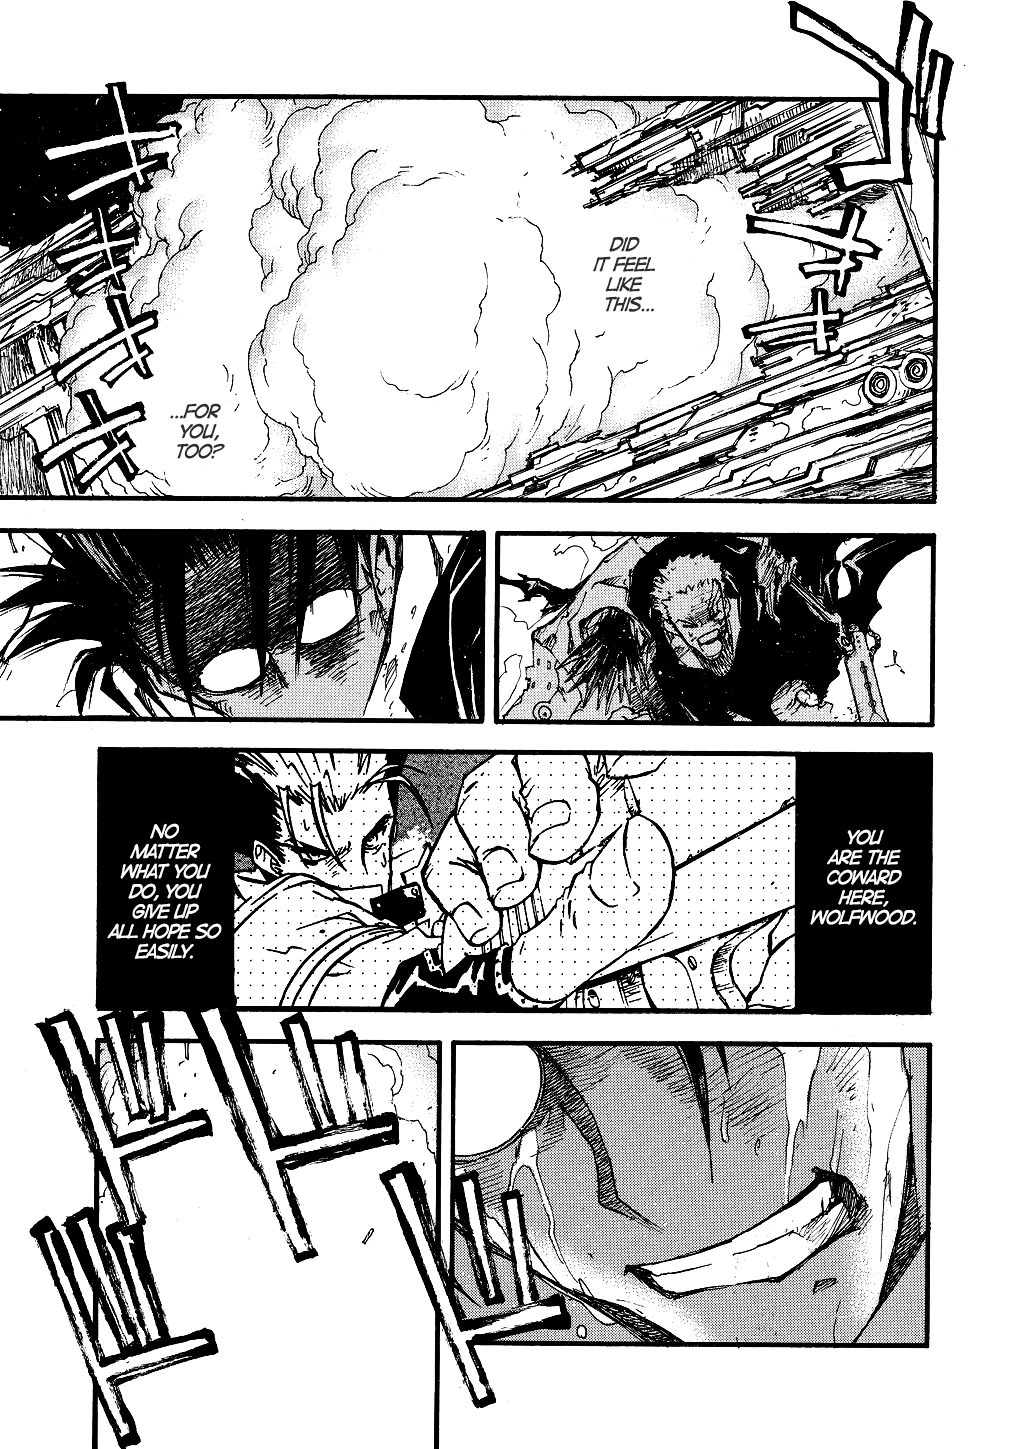 DID
IT FEEL
LIKE
THIS...
...FOR
YOU,
TOO?
YOU
ARE THE
COWARD
HERE,
WOLFWOOD.
NO
MATTER
WHAT YOU
DO, YOU
GIVE UP
ALL HOPE SO
EASILY.